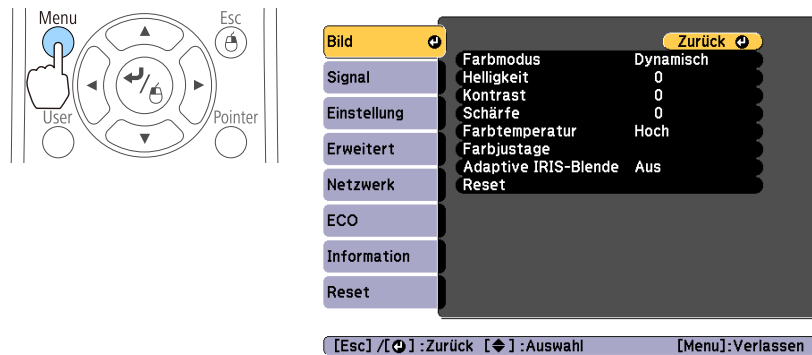 Menu
Esc
User
Pointer
Bild
Signal
Einstellung
Erweitert
Netzwerk
ECO
Information
Reset
Zurück
Farbmodus Dynamisch
Helligkeit 0
Kontrast 0
Schärfe 0
Farbtemperatur Hoch
Farbjustage
Adaptive IRIS-Blende Aus
Reset
[Esc] /[ ] :Zurück [ ] :Auswahl [Menu]:Verlassen